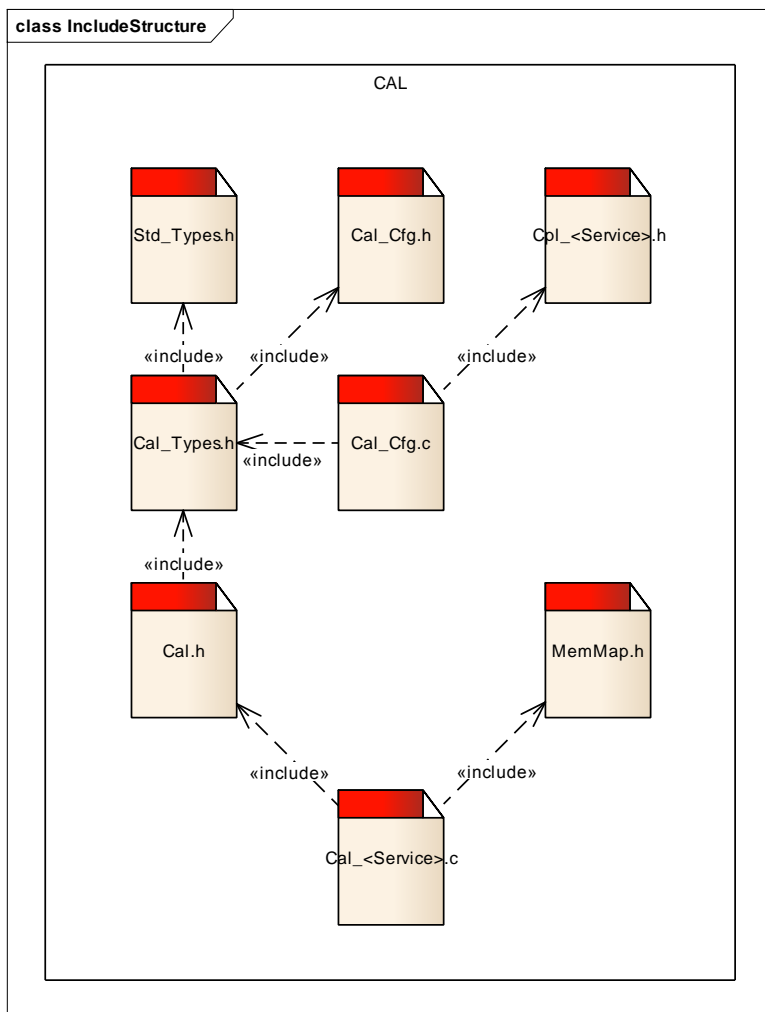 class IncludeStructure
CAL
Std_Types.h
Cal_Cfg.h
Cpl_<Service>.h
«include»
«include»
«include»
Cal_Types.h
Cal_Cfg.c
«include»
«include»
Cal.h
MemMap.h
«include»
«include»
Cal_<Service>.c